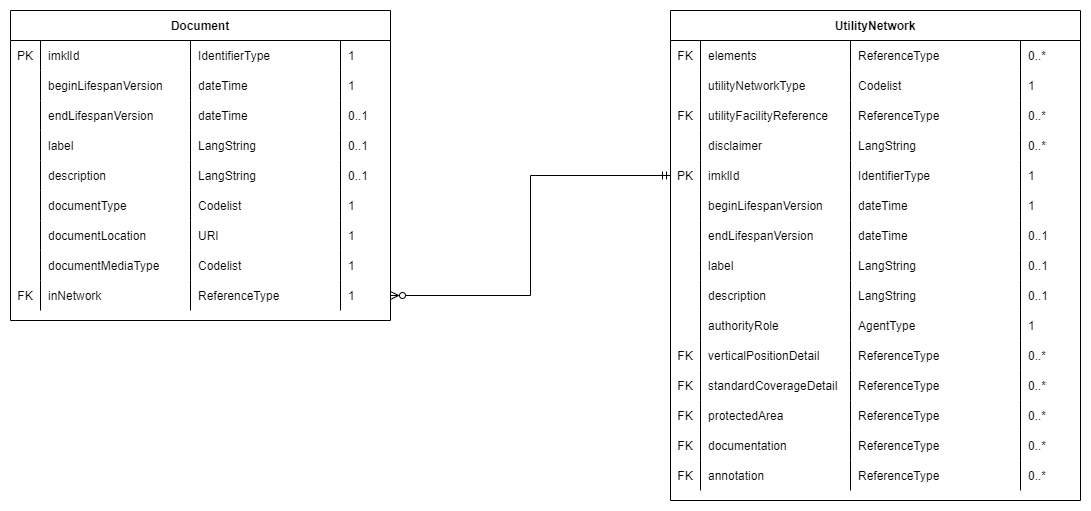 Document
PK imklId IdentifierType 1
beginLifespanVersion dateTime 1
endLifespanVersion dateTime 0..1
label LangString 0..1
description LangString 0..1
documentType Codelist 1
documentLocation URI 1
documentMediaType Codelist 1
FK inNetwork ReferenceType 1
UtilityNetwork
FK elements ReferenceType 0..*
utilityNetworkType Codelist 1
FK utilityFacilityReference ReferenceType 0..*
disclaimer LangString 0..*
PK imklId IdentifierType 1
beginLifespanVersion dateTime 1
endLifespanVersion dateTime 0..1
label LangString 0..1
description LangString 0..1
authorityRole AgentType 1
FK verticalPositionDetail ReferenceType 0..*
FK standardCoverageDetail ReferenceType 0..*
FK protectedArea ReferenceType 0..*
FK documentation ReferenceType 0..*
FK annotation ReferenceType 0..*